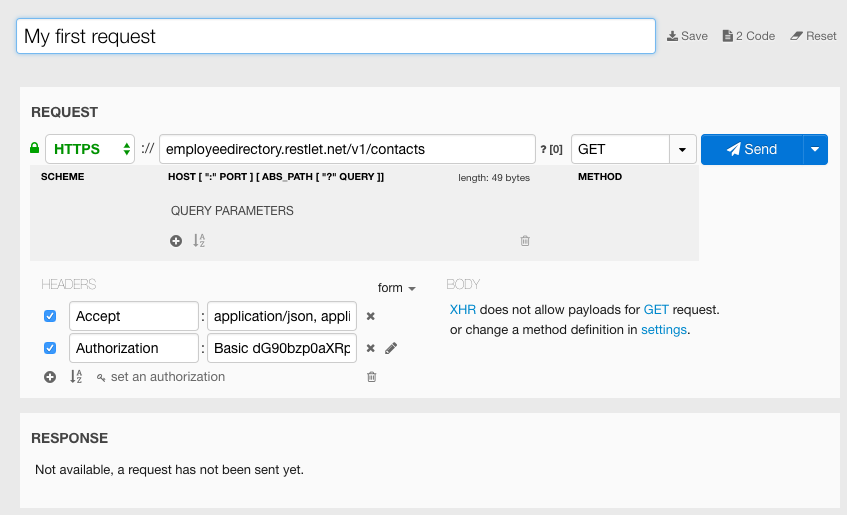 My first request
Save 2 Code Reset
REQUEST
HTTPS :// employeedirectory.restlet.net/v1/contacts ? [0] GET Send
SCHEME HOST [ ":" PORT ] [ ABS_PATH [ "?" QUERY ]] length: 49 bytes METHOD
QUERY PARAMETERS
HEADERS form BODY
Accept : application/json, appli
XHR does not allow payloads for GET request.
or change a method definition in settings.
Authorization : Basic dG90bzp0aXRp
set an authorization
RESPONSE
Not available, a request has not been sent yet.